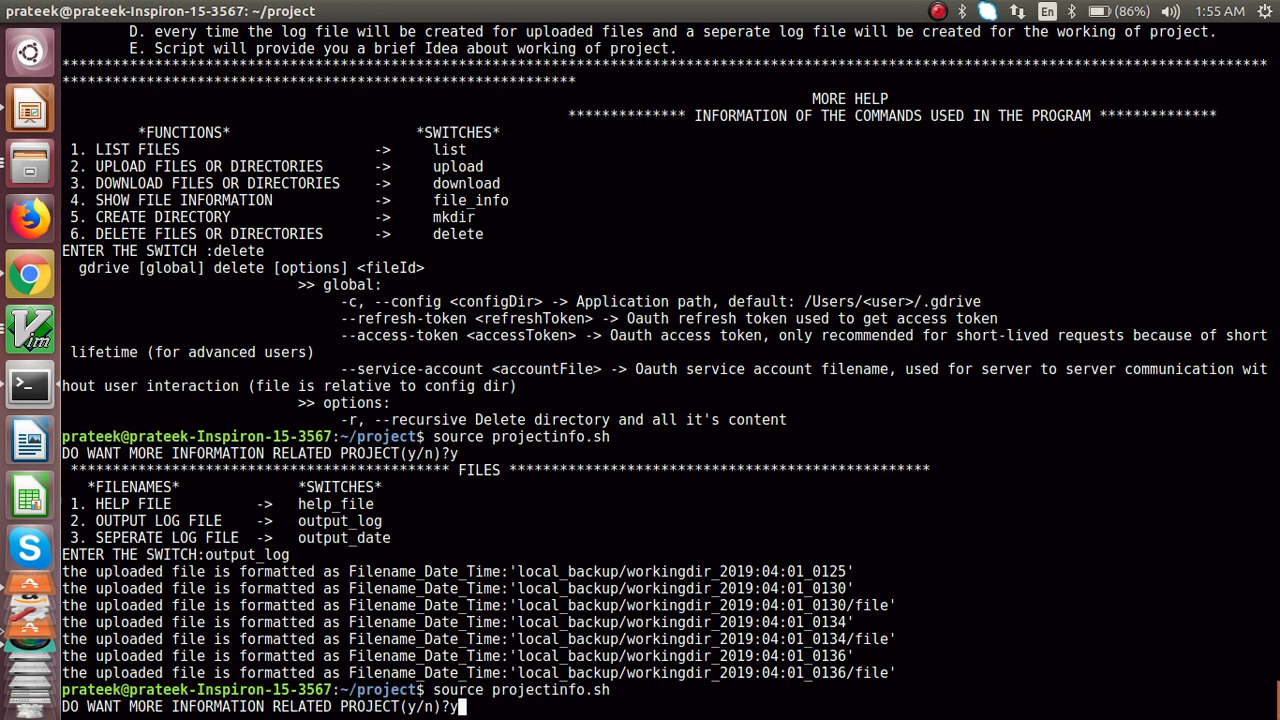 prateek@prateek-Inspiron-15-3567: ~/project
En
(86%)
1:55 AM
D. every time the log file will be created for uploaded files and a seperate log file will be created for the working of project.
E. Script will provide you a brief Idea about working of project.
***********************************************************************************************************************************************
*************************************************************
MORE HELP
************** INFORMATION OF THE COMMANDS USED IN THE PROGRAM **************
*FUNCTIONS* *SWITCHES*
1. LIST FILES -> list
2. UPLOAD FILES OR DIRECTORIES -> upload
3. DOWNLOAD FILES OR DIRECTORIES -> download
4. SHOW FILE INFORMATION -> file_info
5. CREATE DIRECTORY -> mkdir
6. DELETE FILES OR DIRECTORIES -> delete
ENTER THE SWITCH :delete
gdrive [global] delete [options] <fileId>
>> global:
-c, --config <configDir> -> Application path, default: /Users/<user>/.gdrive
--refresh-token <refreshToken> -> Oauth refresh token used to get access token
--access-token <accessToken> -> Oauth access token, only recommended for short-lived requests because of short
lifetime (for advanced users)
--service-account <accountFile> -> Oauth service account filename, used for server to server communication wit
hout user interaction (file is relative to config dir)
>> options:
-r, --recursive Delete directory and all it's content
prateek@prateek-Inspiron-15-3567:~/project$ source projectinfo.sh
DO WANT MORE INFORMATION RELATED PROJECT(y/n)?y
********************************************* FILES **************************************************
*FILENAMES* *SWITCHES*
1. HELP FILE -> help_file
2. OUTPUT LOG FILE -> output_log
3. SEPERATE LOG FILE -> output_date
ENTER THE SWITCH:output_log
the uploaded file is formatted as Filename_Date_Time:'local_backup/workingdir_2019:04:01_0125'
the uploaded file is formatted as Filename_Date_Time:'local_backup/workingdir_2019:04:01_0130'
the uploaded file is formatted as Filename_Date_Time:'local_backup/workingdir_2019:04:01_0130/file'
the uploaded file is formatted as Filename_Date_Time:'local_backup/workingdir_2019:04:01_0134'
the uploaded file is formatted as Filename_Date_Time:'local_backup/workingdir_2019:04:01_0134/file'
the uploaded file is formatted as Filename_Date_Time:'local_backup/workingdir_2019:04:01_0136'
the uploaded file is formatted as Filename_Date_Time:'local_backup/workingdir_2019:04:01_0136/file'
prateek@prateek-Inspiron-15-3567:~/project$ source projectinfo.sh
DO WANT MORE INFORMATION RELATED PROJECT(y/n)?y